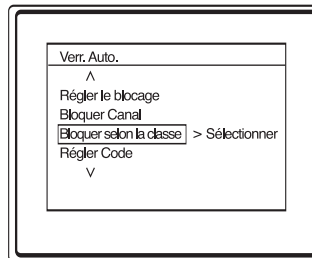 Verr. Auto.
Régler le blocage
Bloquer Canal
Bloquer selon la classe > Sélectionner
Régler Code